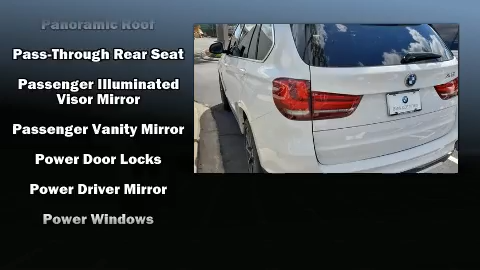 Panoramic Roof
Pass-Through Rear Seat
Passenger Illuminated
Visor Mirror
Passenger Vanity Mirror
Power Door Locks
Power Driver Mirror
Power Windows